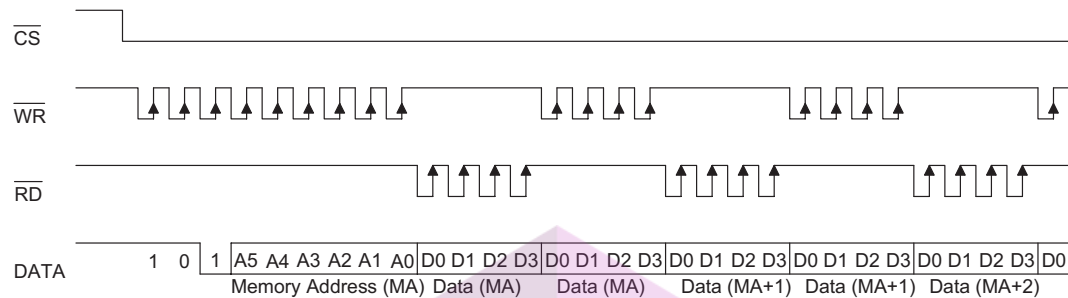 CS
WR
RD
DATA 1 0 1 A5 A4 A3 A2 A1 A0 D0 D1 D2 D3 D0 D1 D2 D3 D0 D1 D2 D3 D0 D1 D2 D3 D0 D1 D2 D3 D0
Memory Address (MA) Data (MA) Data (MA) Data (MA+1) Data (MA+1) Data (MA+2)